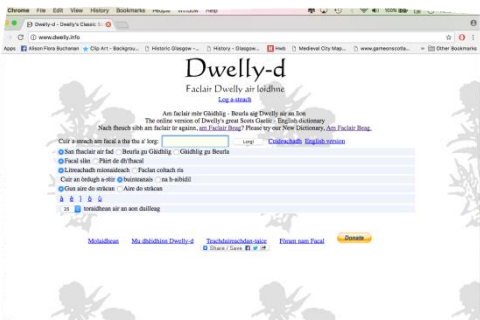 Chrome File Edit View History Bookmarks People Window Help
Dwelly-d - Dwelly's Classic Sc
www.dwelly.info
Apps Alison Flora Buchanan Clip Art - Backgrou... Historic Glasgow -... History - Glasgow... Web Medieval City Map... www.gameonscotla... Other Bookmarks
Dwelly-d
Faclair Dwelly air loidhne
Log a-steach
Am faclair mòr Gàidhlig - Beurla aig Dwelly air an lìon
The online version of Dwelly's great Scots Gaelic - English dictionary
Nach fheuch sibh am faclair ùr againn, am Faclair Beag? Please try our New Dictionary, Am Faclair Beag.
Cuir a-steach am facal a tha thu a' lorg: Lorg! Cuideachadh English version
San fhaclair air fad Beurla gu Gàidhlig Gàidhlig gu Beurla
Facal slàn Pàirt de dh'fhacal
Litreachadh mionaideach Faclan coltach ris
Cuir an òrdugh a-rèir buinteanais na h-aibidil
Gun aire do stràcan Aire do stràcan
à è ì ò ù
25 toraidhean air an aon duilleag
Moladhean Mu dhèidhinn Dwelly-d Teachdaireachdan-taice Fòram nam Facal Donate
Share / Save